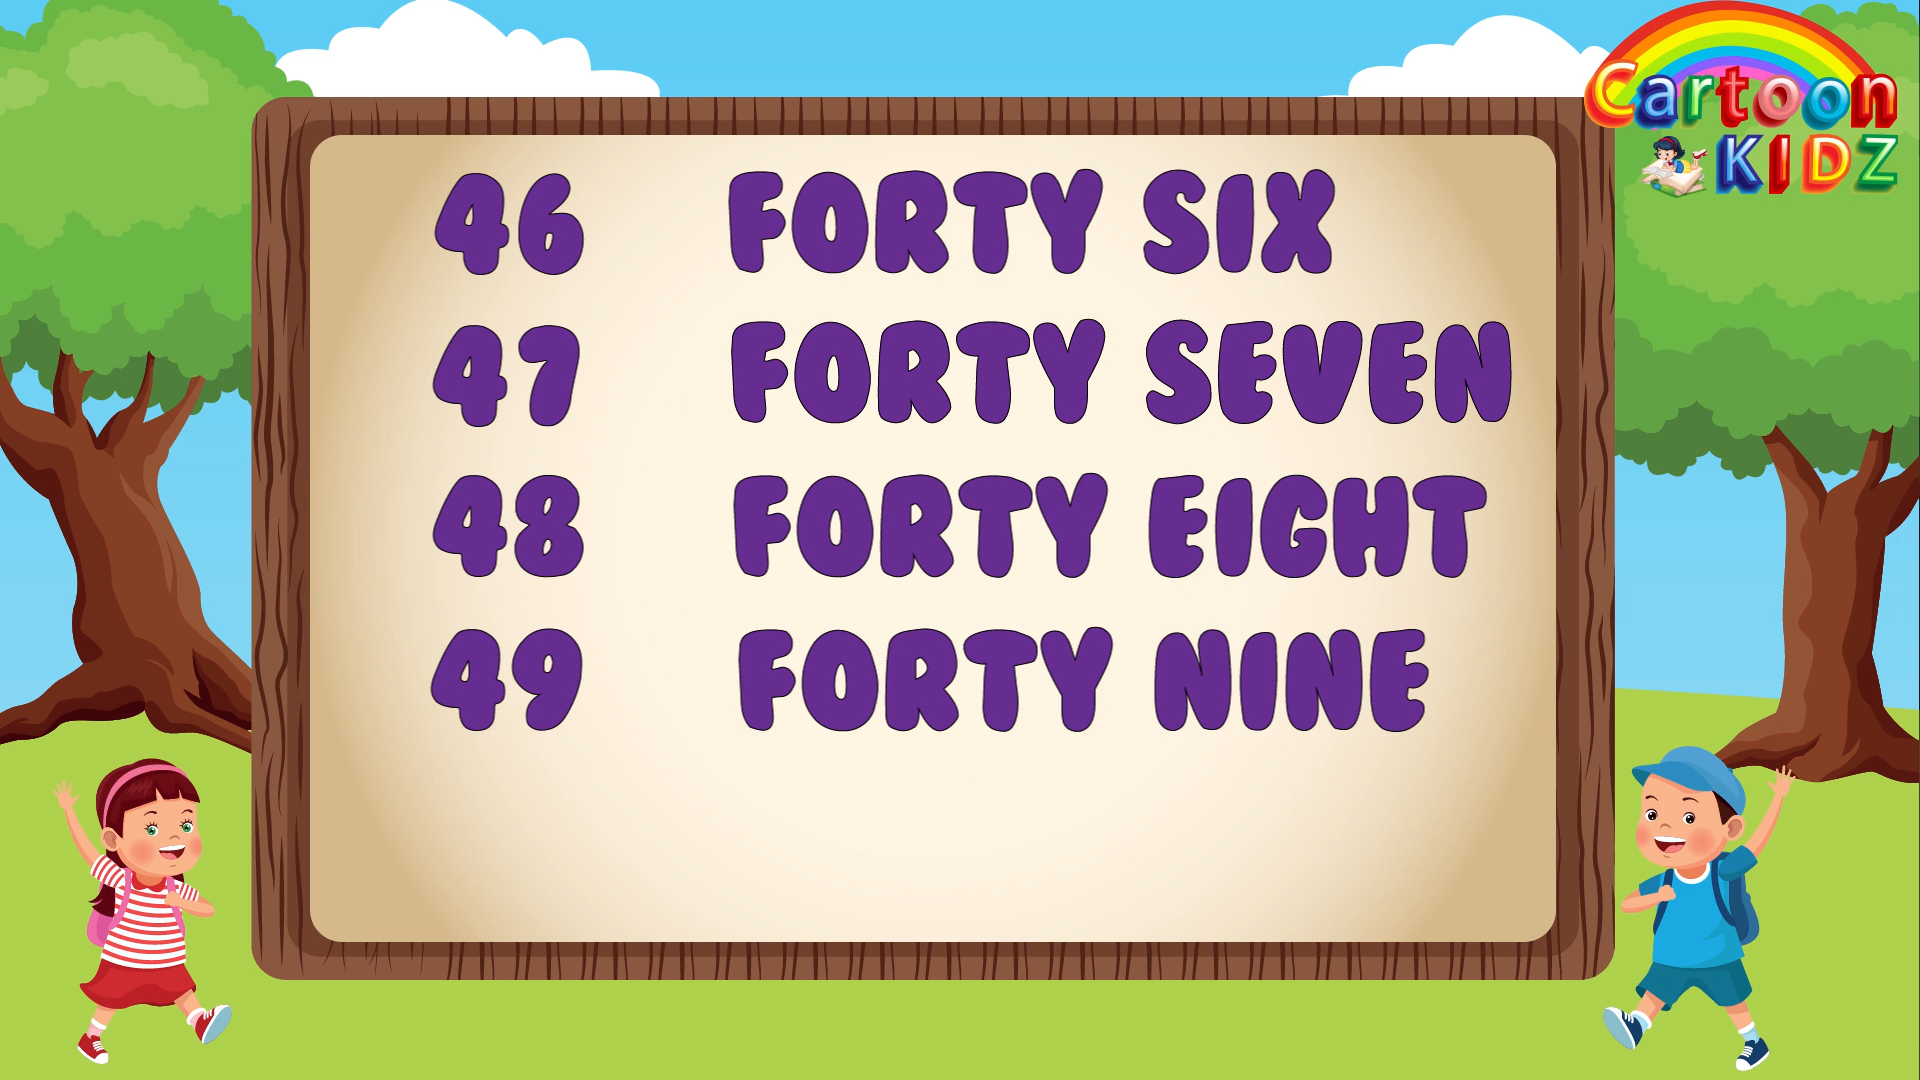 Cartoon
KIDZ
46 FORTY SIX
47 FORTY SEVEN
48 FORTY EIGHT
49 FORTY NINE